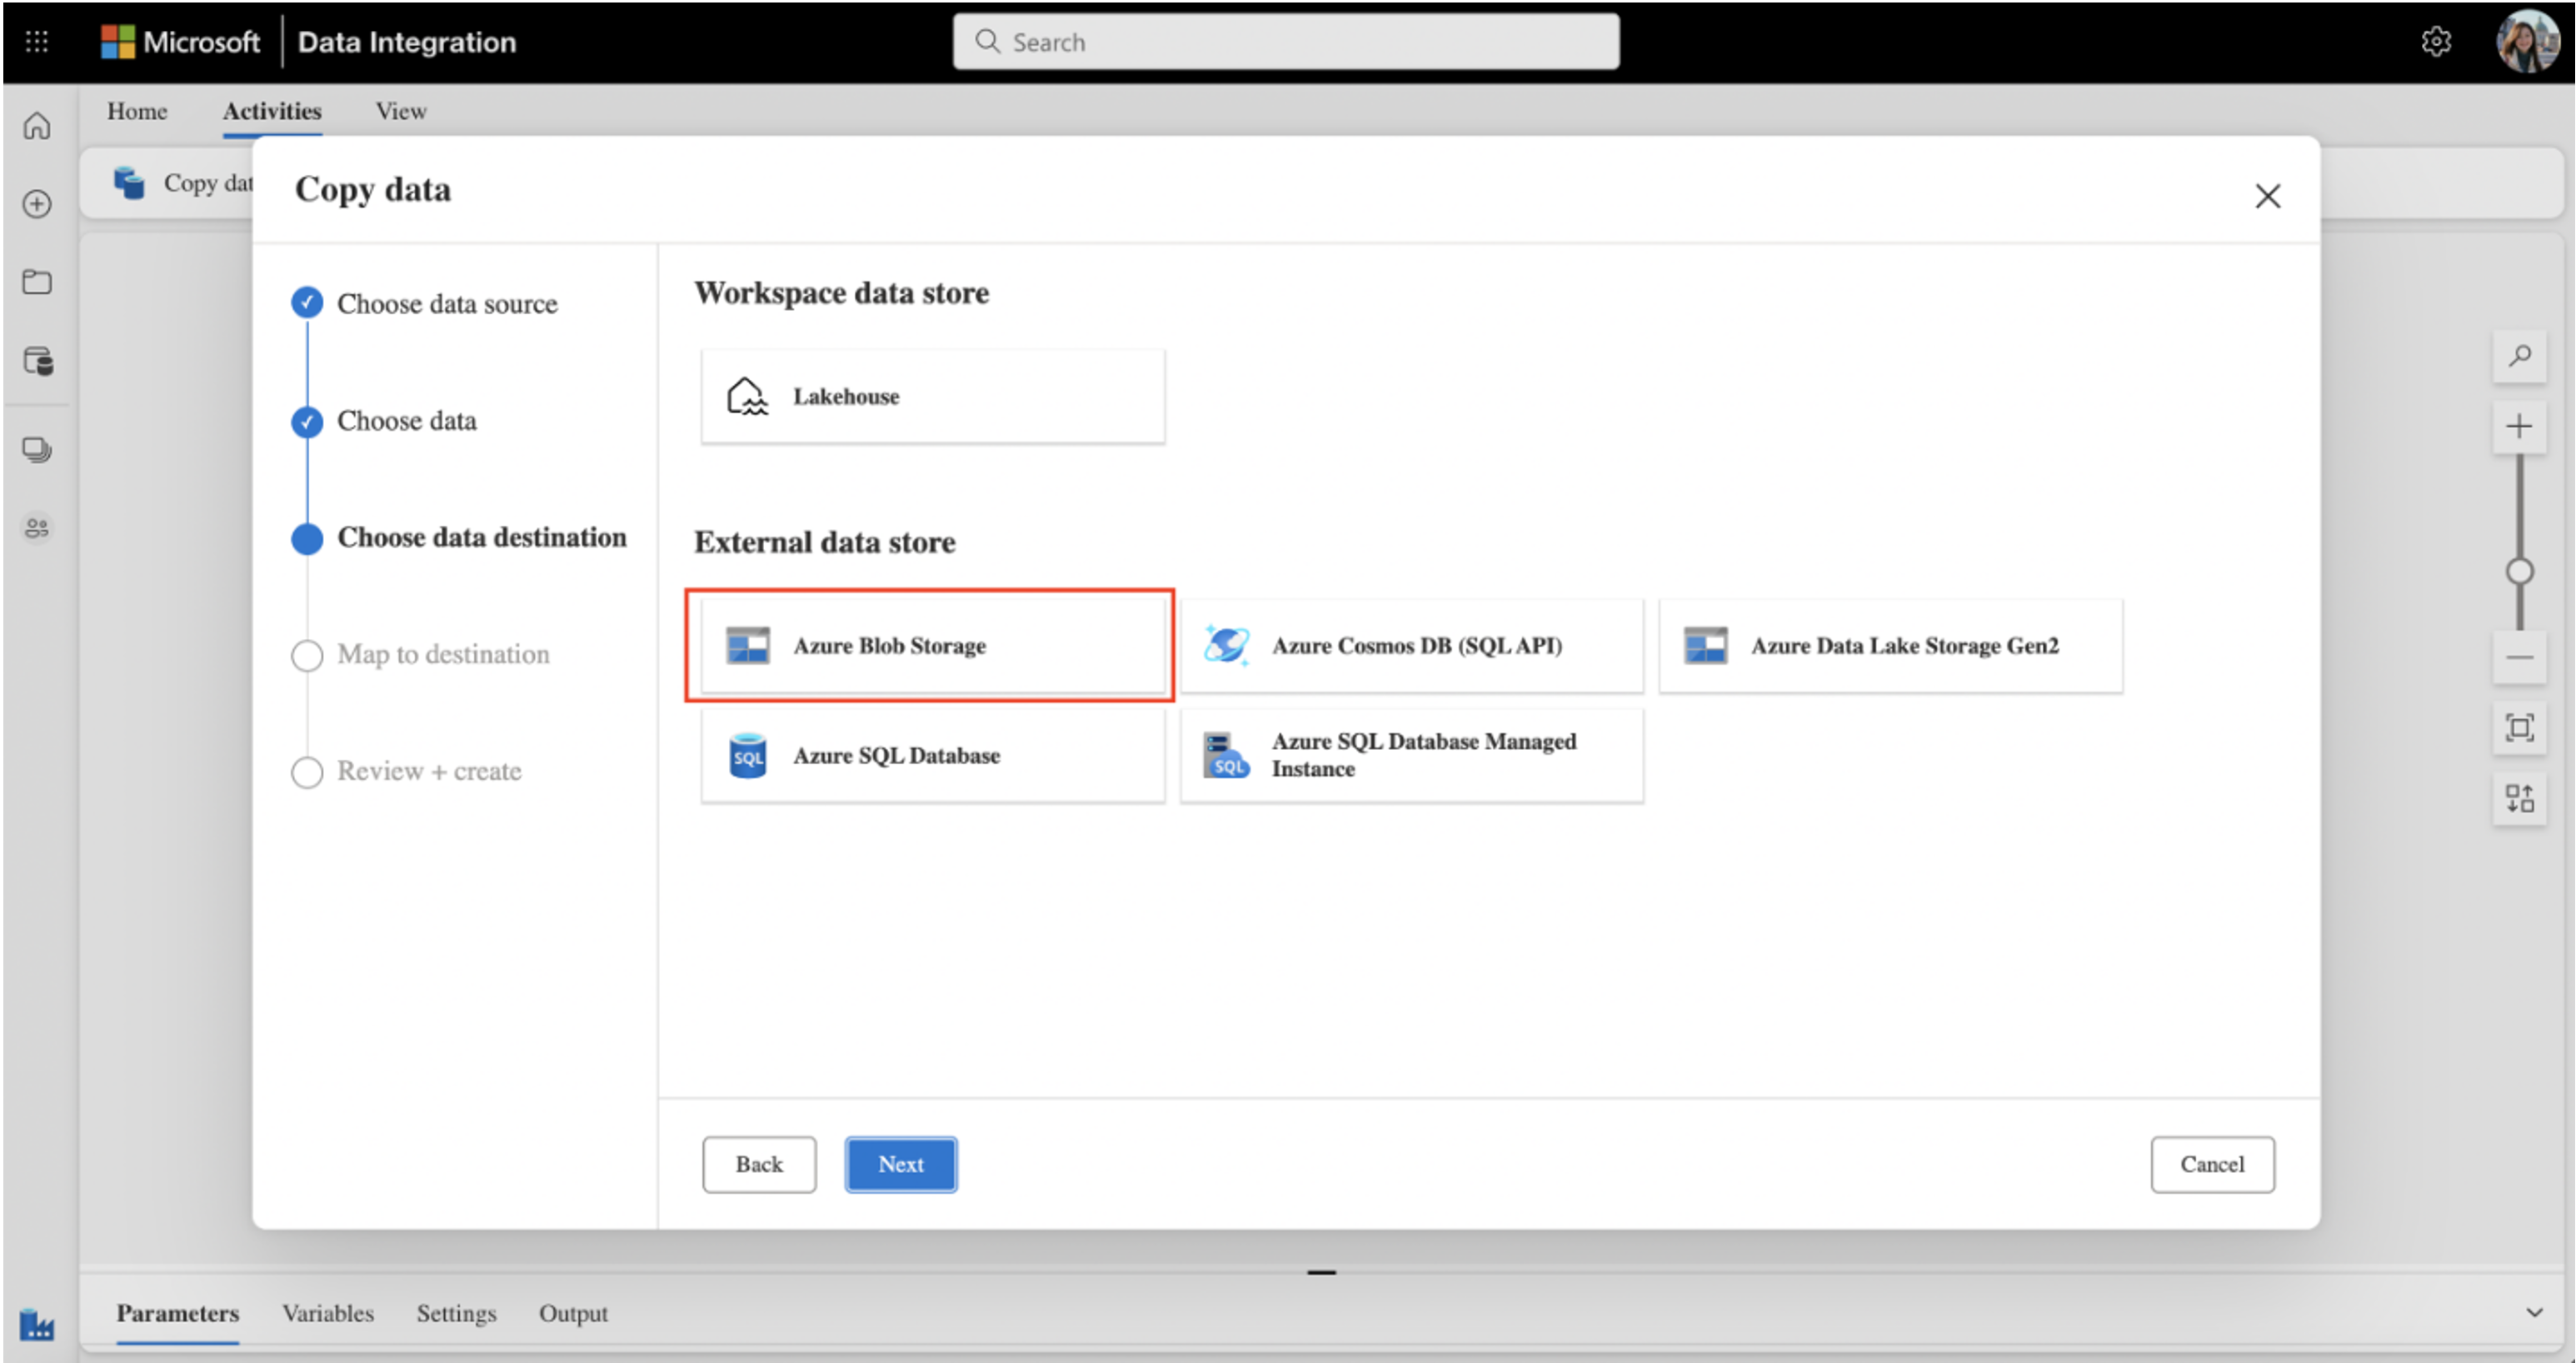 Microsoft Data Integration
Search
Home Activities View
Copy dat
Copy data
Choose data source
Choose data
Choose data destination
Map to destination
Review + create
Workspace data store
Lakehouse
External data store
Azure Blob Storage
Azure Cosmos DB (SQL API)
Azure Data Lake Storage Gen2
SQL
Azure SQL Database
SQL
Azure SQL Database Managed
Instance
Back Next Cancel
Parameters Variables Settings Output